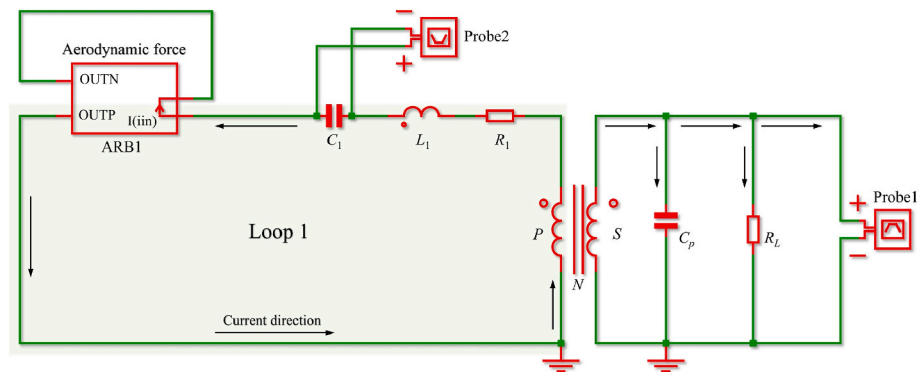 Aerodynamic force
OUTN
OUTP
I(iin)
ARB1
Probe2
C1
L1
R1
Loop 1
P
S
N
Cp
RL
Probe1
Current direction